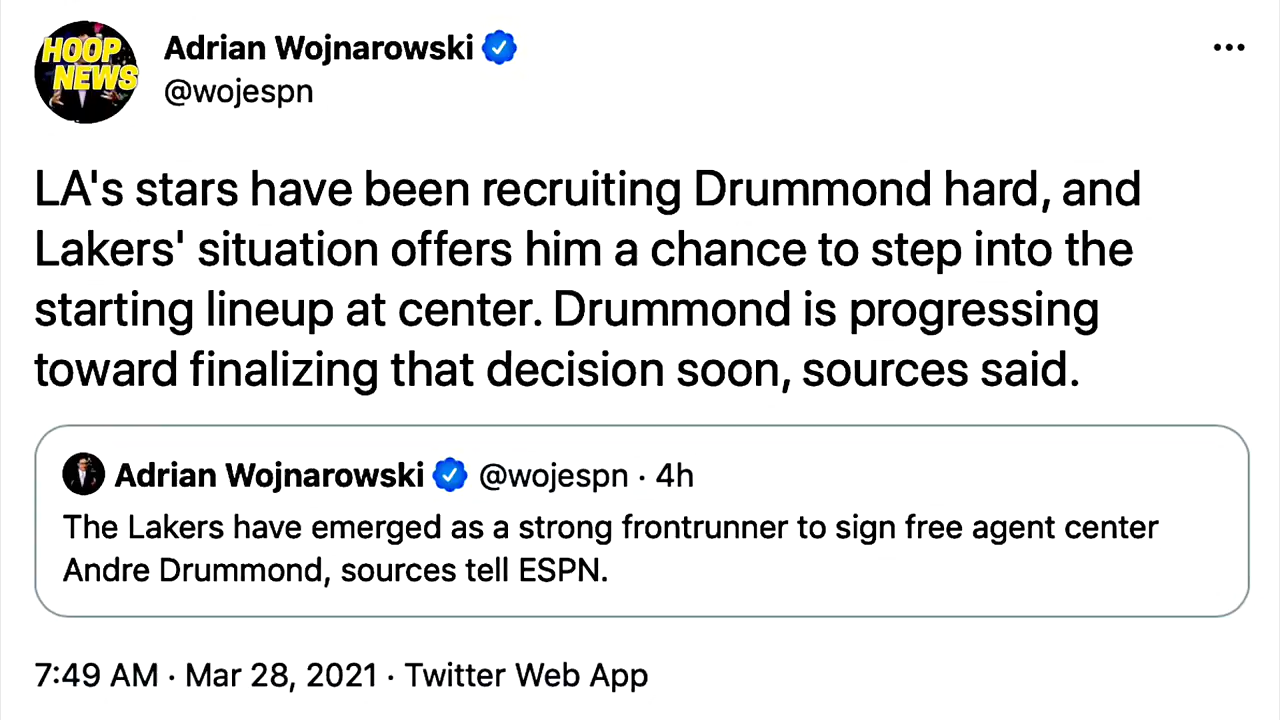 HOOP
NEWS
Adrian Wojnarowski
@wojespn
LA's stars have been recruiting Drummond hard, and
Lakers' situation offers him a chance to step into the
starting lineup at center. Drummond is progressing
toward finalizing that decision soon, sources said.
Adrian Wojnarowski @wojespn · 4h
The Lakers have emerged as a strong frontrunner to sign free agent center
Andre Drummond, sources tell ESPN.
7:49 AM · Mar 28, 2021 · Twitter Web App